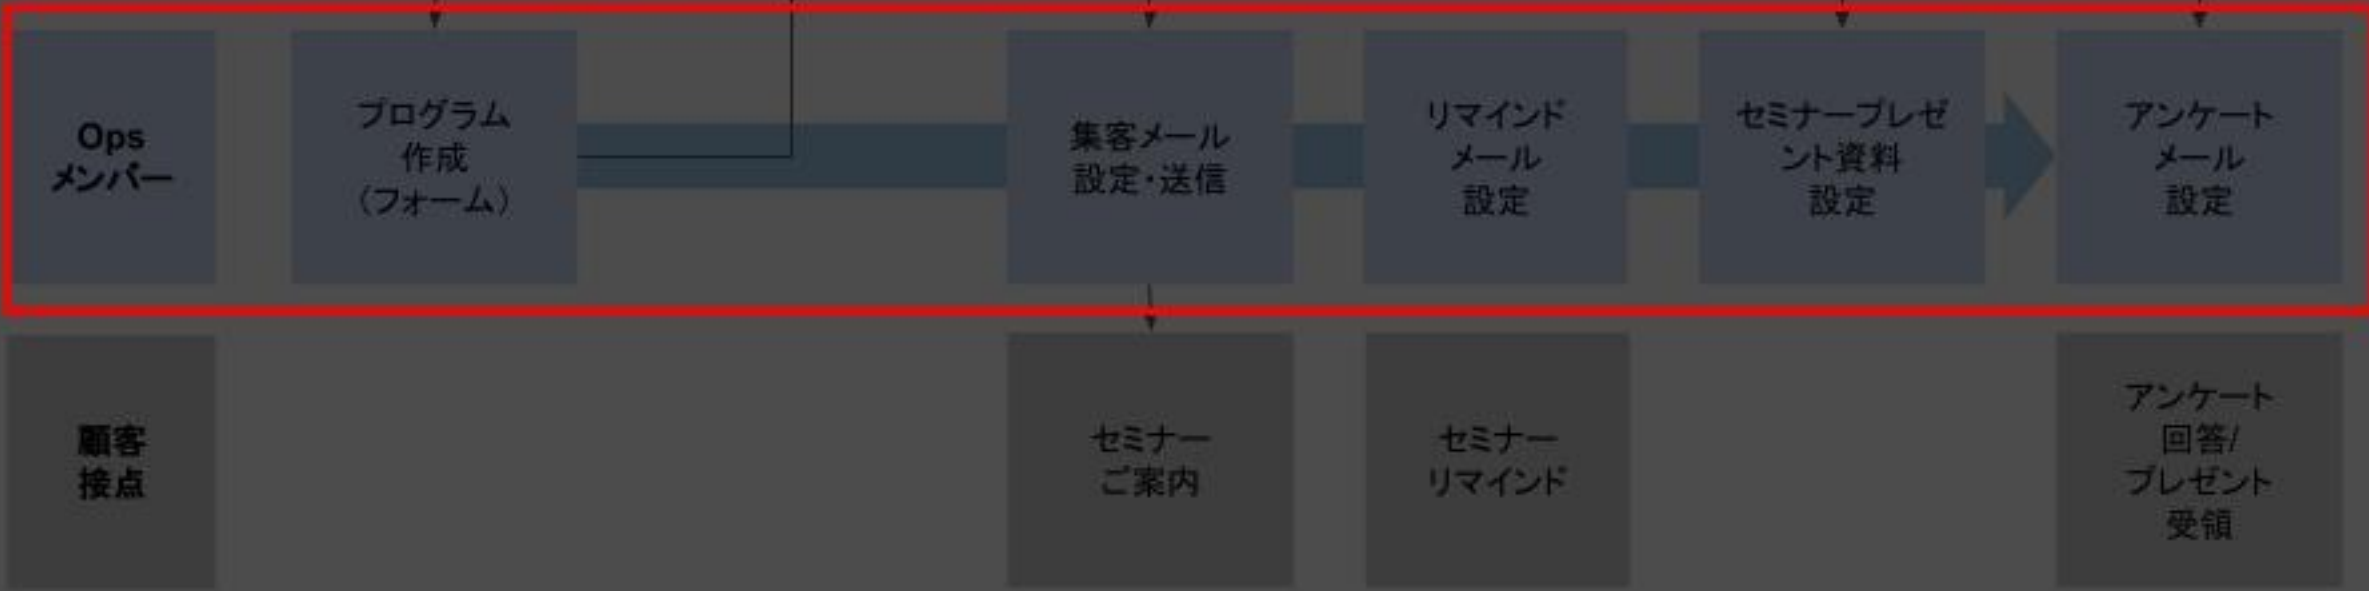 Ops
メンバー
プログラム
作成
（フォーム）
集客メール
設定・送信
リマインド
メール
設定
セミナープレゼ
ント資料
設定
アンケート
メール
設定
顧客
接点
セミナー
ご案内
セミナー
リマインド
アンケート
回答/
プレゼント
受領